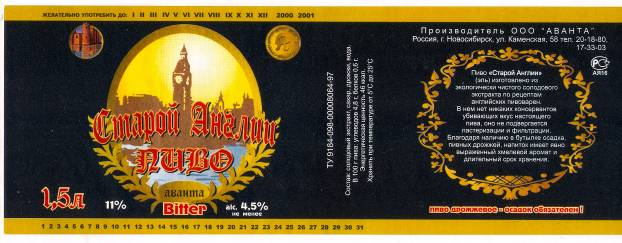 ЖЕЛАТЕЛЬНО УПОТРЕБИТЬ ДО: I II III IV V VI VII VIII IX X XI XII 2000 2001
Старой Англии
ПИВО
аванта
Bitter
1,5л
11%
alc. 4,5%
не менее
1 2 3 4 5 6 7 8 9 10 11 12 13 14 15 16 17 18 19 20 21 22 23 24 25 26 27 28 29 30 31
ТУ 9184-098-00008064-97
Состав: солодовый экстракт, сахар, дрожжи, вода.
В 100 г пива: углеводов 4,8 г, белков 0,5 г.
Энергетическая ценность 46 ккал.
Хранить при температуре от 5°С до 25°С
Производитель ООО "АВАНТА"
Россия, г. Новосибирск, ул. Каменская, 58 тел. 20-18-80,
17-33-03
РС
АЯ16
Пиво «Старой Англии»
(эль) изготовлено из
экологически чистого солодового
экстракта по рецептам
английских пивоварен.
В нем нет никаких консервантов
убивающих вкус настоящего
пива, оно не подвергается
пастеризации и фильтрации.
Благодаря наличию в бутылке осадка,
пивных дрожжей, напиток имеет явно
выраженный хмелевой аромат и
длительный срок хранения.
пиво дрожжевое - осадок обязателен !